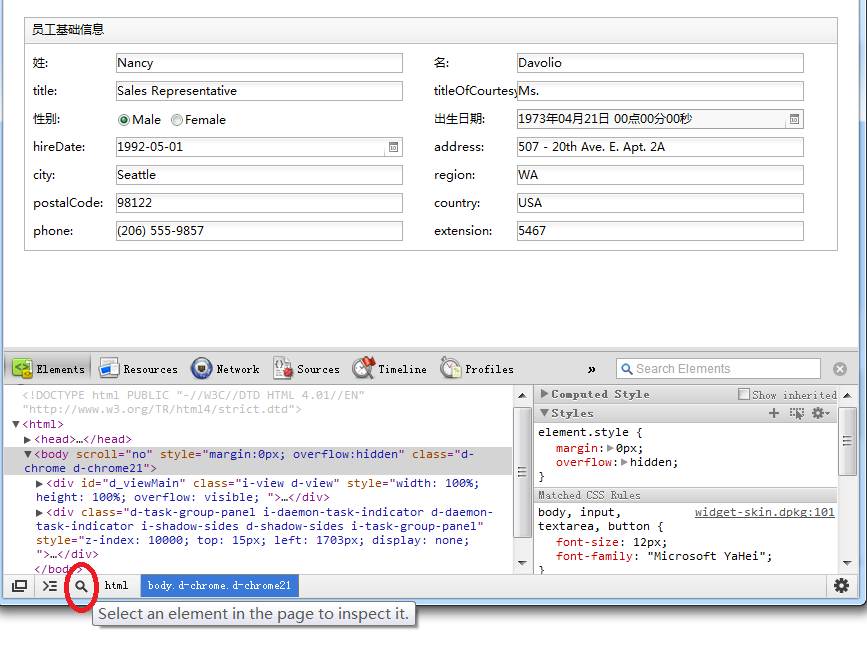 员工基础信息
姓: Nancy 名: Davolio
title: Sales Representative titleOfCourtesy Ms.
性别: Male Female 出生日期: 1973年04月21日 00点00分00秒
hireDate: 1992-05-01 address: 507 - 20th Ave. E. Apt. 2A
city: Seattle region: WA
postalCode: 98122 country: USA
phone: (206) 555-9857 extension: 5467
Elements Resources Network Sources Timeline Profiles » Search Elements
<!DOCTYPE html PUBLIC "-//W3C//DTD HTML 4.01//EN"
"http://www.w3.org/TR/html4/strict.dtd">
▼<html>
▶<head>…</head>
▼<body scroll="no" style="margin:0px; overflow:hidden" class="d-
chrome d-chrome21">
▶<div id="d_viewMain" class="i-view d-view" style="width: 100%;
height: 100%; overflow: visible; ">…</div>
▶<div class="d-task-group-panel i-daemon-task-indicator d-daemon-
task-indicator i-shadow-sides d-shadow-sides i-task-group-panel"
style="z-index: 10000; top: 15px; left: 1703px; display: none;
">…</div>
</body>
▶Computed Style Show inherited
▼Styles
element.style {
margin:▶0px;
overflow:▶hidden;
}
Matched CSS Rules
body, input, widget-skin.dpkg:101
textarea, button {
font-size: 12px;
font-family: "Microsoft YaHei";
}
html body.d-chrome.d-chrome21
Select an element in the page to inspect it.